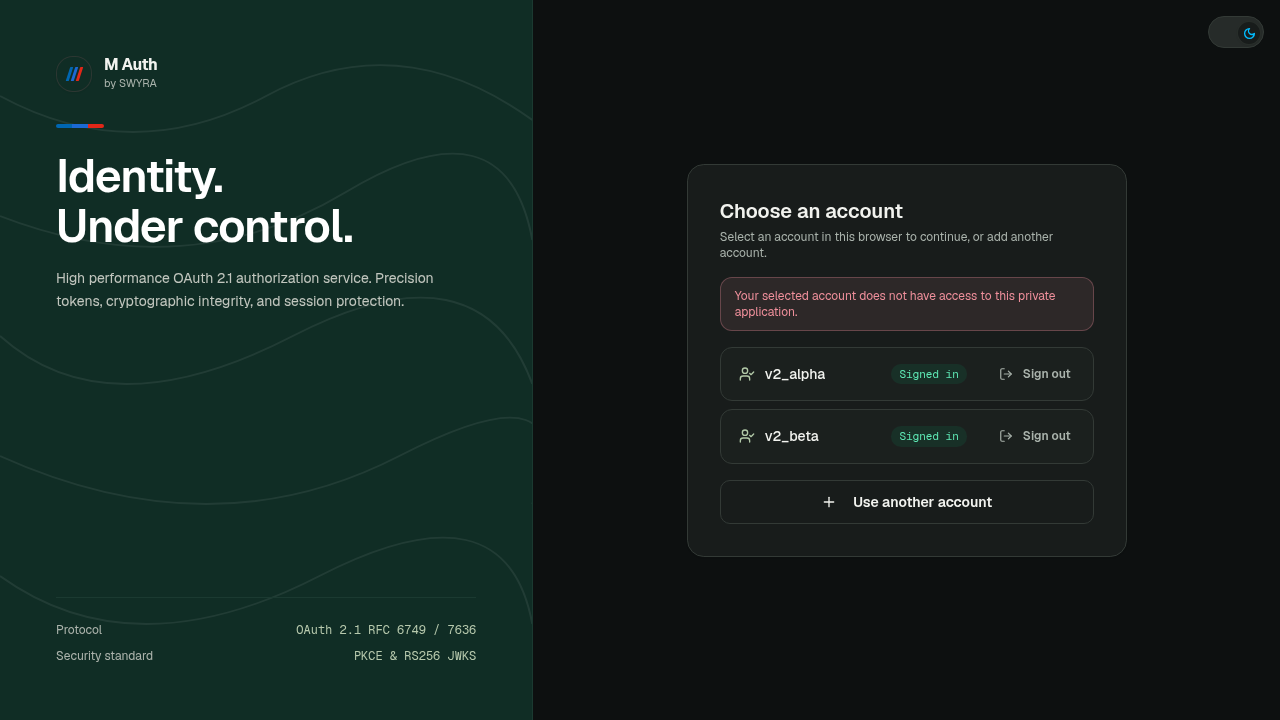 M Auth
by SWYRA
Identity.
Under control.
High performance OAuth 2.1 authorization service. Precision
tokens, cryptographic integrity, and session protection.
Protocol
OAuth 2.1 RFC 6749 / 7636
Security standard
PKCE & RS256 JWKS
Choose an account
Select an account in this browser to continue, or add another
account.
Your selected account does not have access to this private
application.
v2_alpha
Signed in
Sign out
v2_beta
Signed in
Sign out
Use another account